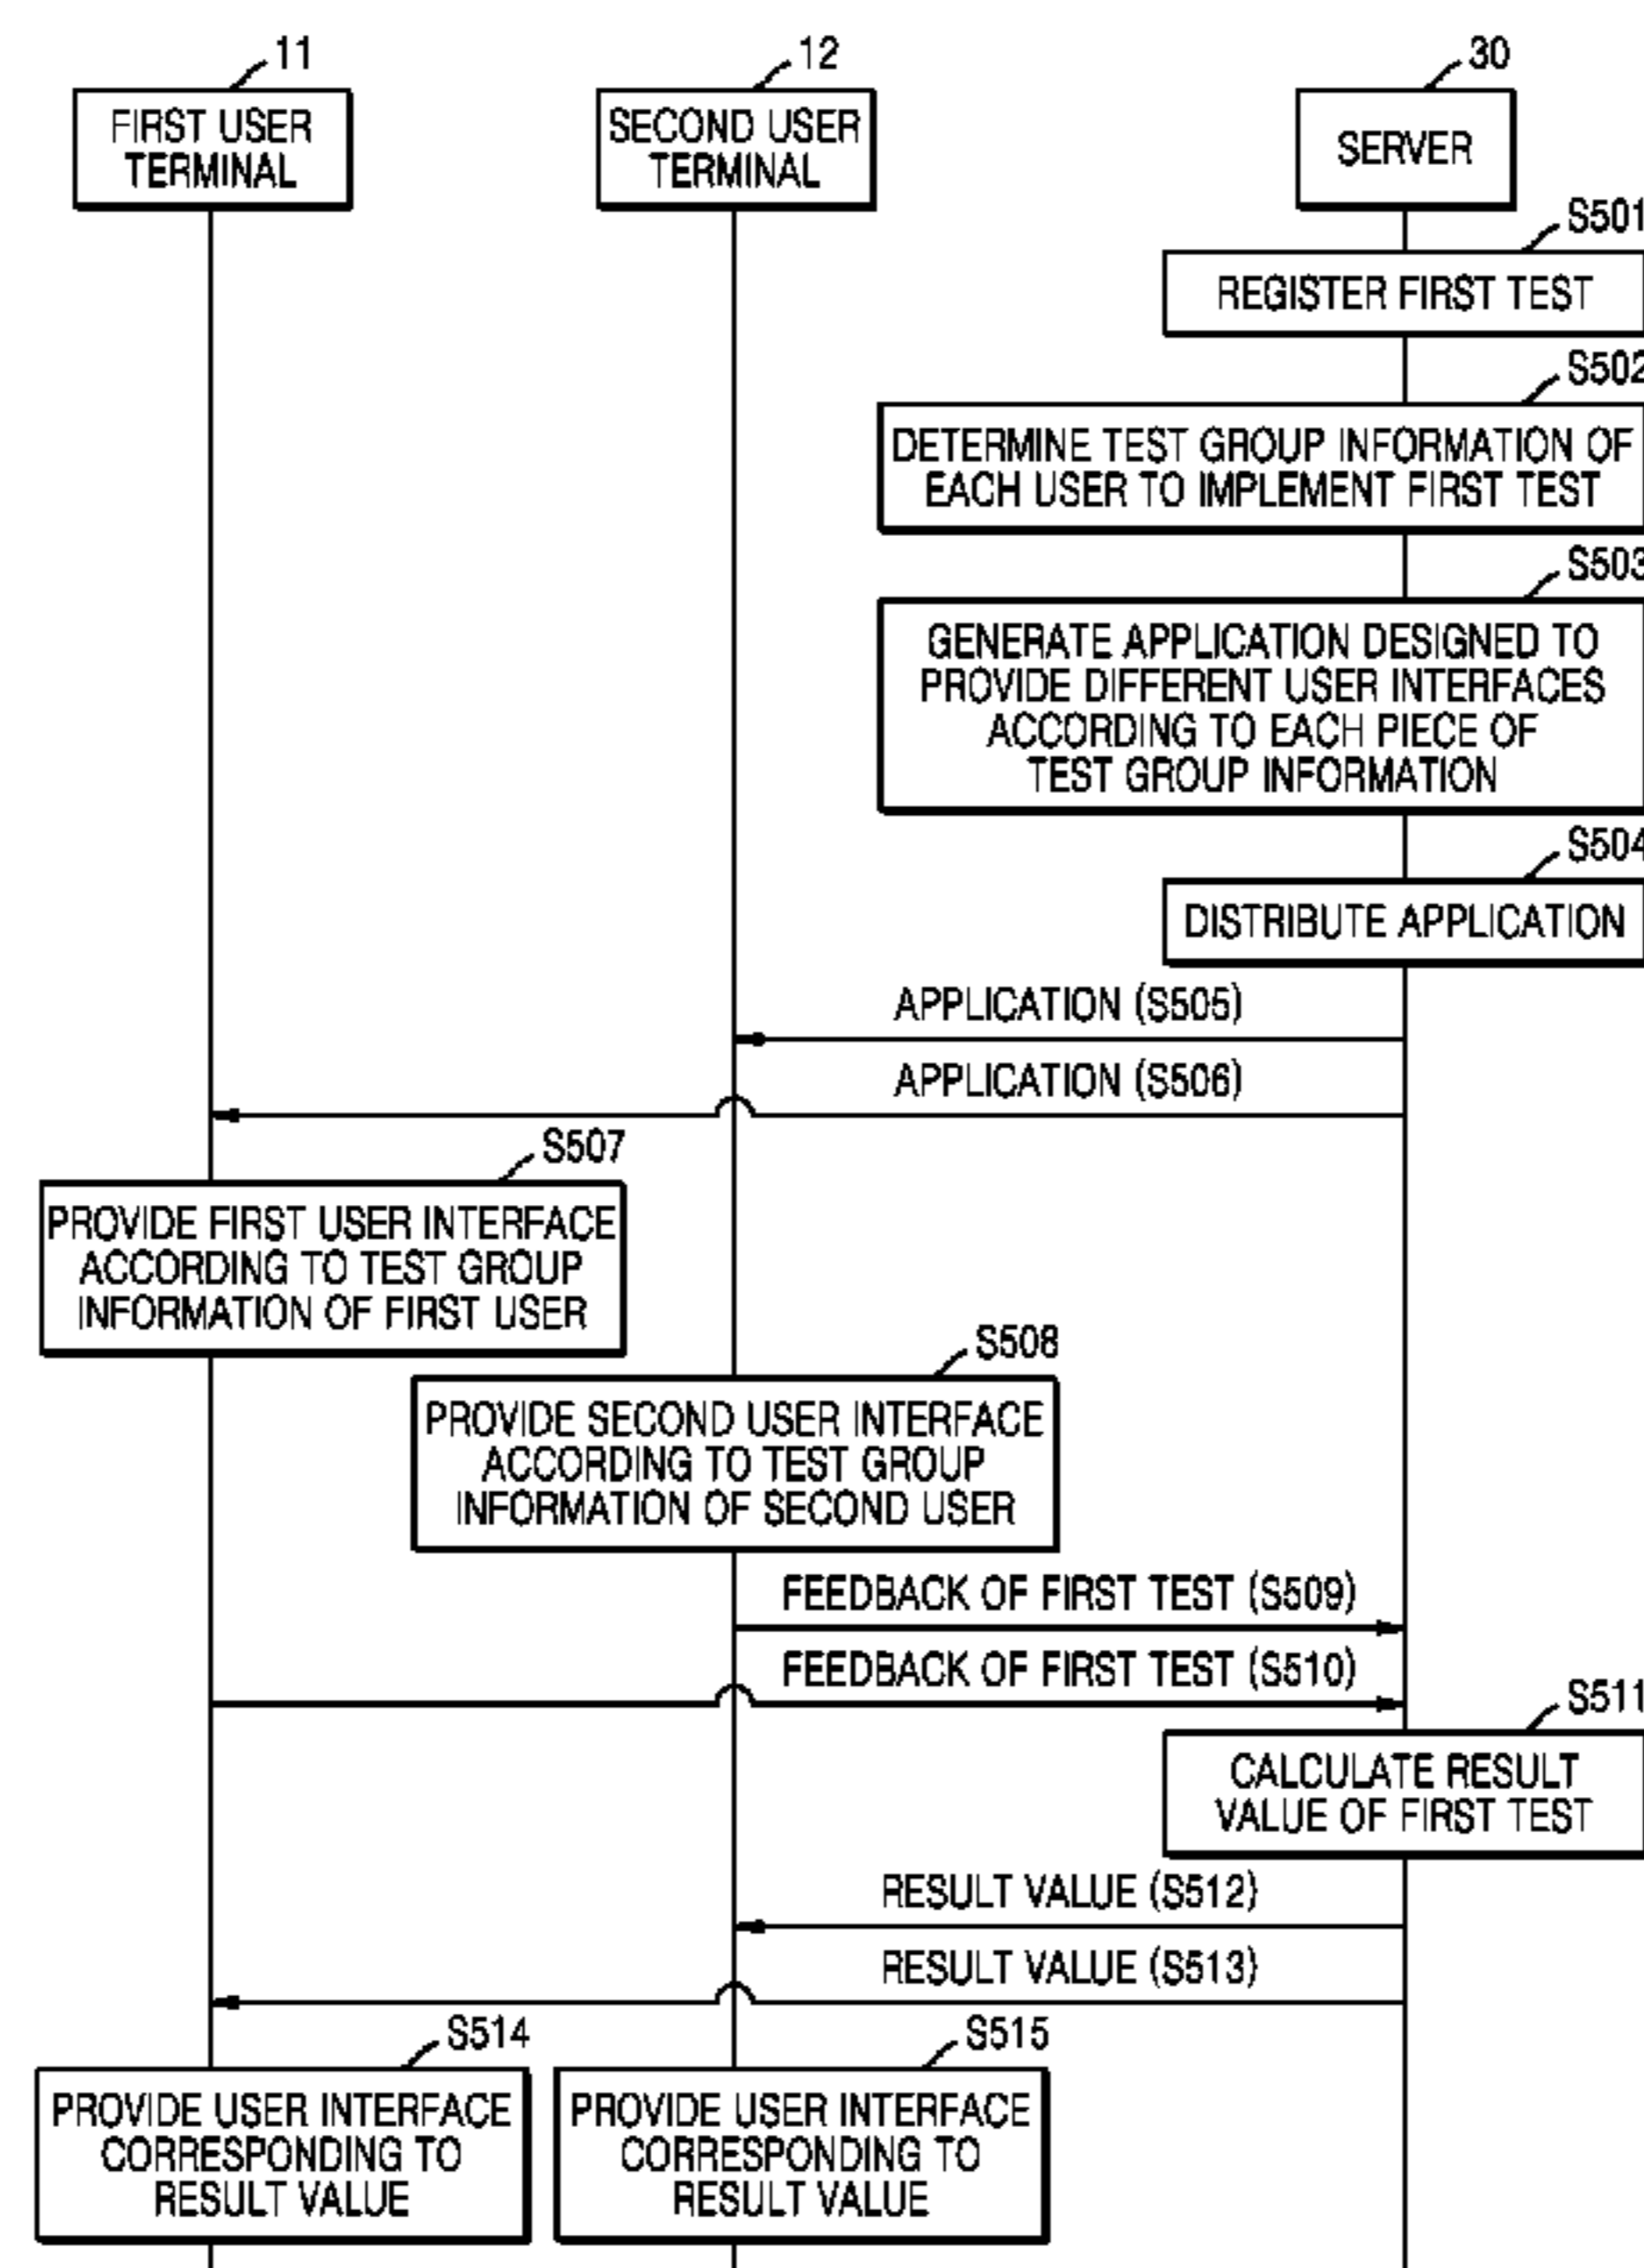 11
12
30
FIRST USER
TERMINAL
SECOND USER
TERMINAL
SERVER
S501
REGISTER FIRST TEST
S502
DETERMINE TEST GROUP INFORMATION OF
EACH USER TO IMPLEMENT FIRST TEST
S503
GENERATE APPLICATION DESIGNED TO
PROVIDE DIFFERENT USER INTERFACES
ACCORDING TO EACH PIECE OF
TEST GROUP INFORMATION
S504
DISTRIBUTE APPLICATION
APPLICATION (S505)
APPLICATION (S506)
S507
PROVIDE FIRST USER INTERFACE
ACCORDING TO TEST GROUP
INFORMATION OF FIRST USER
S508
PROVIDE SECOND USER INTERFACE
ACCORDING TO TEST GROUP
INFORMATION OF SECOND USER
FEEDBACK OF FIRST TEST (S509)
FEEDBACK OF FIRST TEST (S510)
S511
CALCULATE RESULT
VALUE OF FIRST TEST
RESULT VALUE (S512)
RESULT VALUE (S513)
S514
PROVIDE USER INTERFACE
CORRESPONDING TO
RESULT VALUE
S515
PROVIDE USER INTERFACE
CORRESPONDING TO
RESULT VALUE